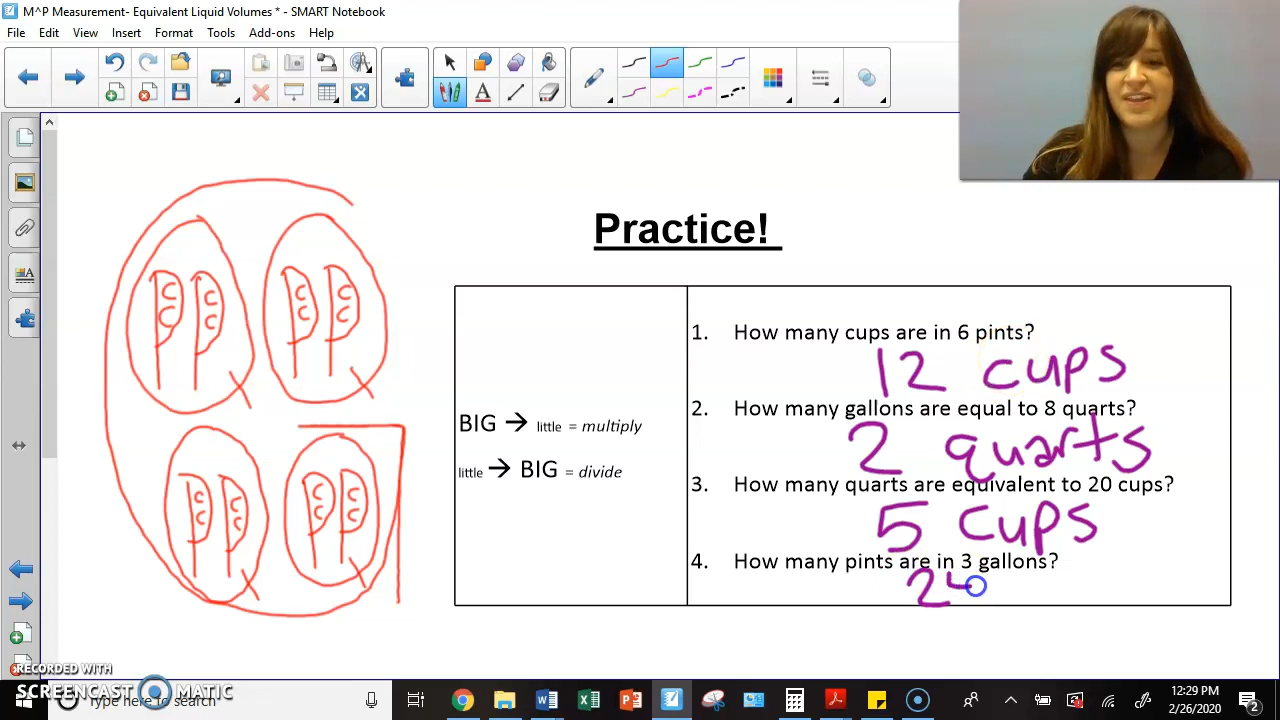 M^P Measurement- Equivalent Liquid Volumes * - SMART Notebook
File Edit View Insert Format Tools Add-ons Help
Practice!
1. How many cups are in 6 pints?
12 cups
2. How many gallons are equal to 8 quarts?
BIG → little = multiply
2 quarts
little → BIG = divide
3. How many quarts are equivalent to 20 cups?
5 cups
4. How many pints are in 3 gallons?
24
C C C C
C C C C
P P P P
Q Q
C C C C
C C C C
P P P P
Q Q
RECORDED WITH
SCREENCAST MATIC
Type here to search
12:29 PM
2/26/2020
2